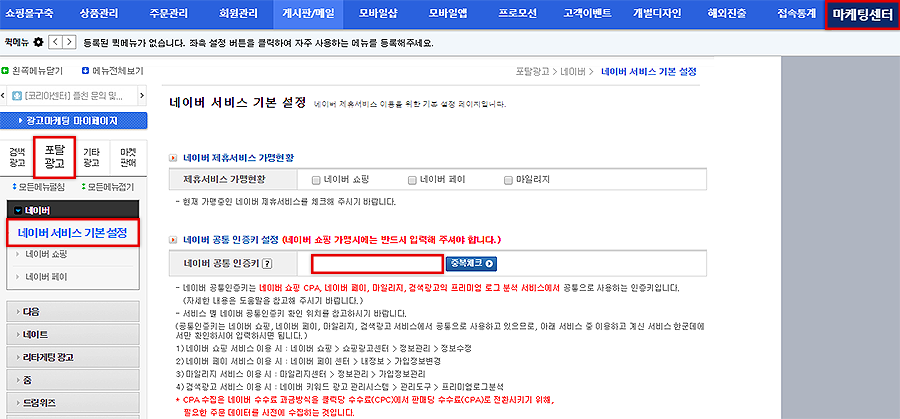 쇼핑몰구축 상품관리 주문관리 회원관리 게시판/메일 모바일샵 모바일앱 프로모션 고객이벤트 개별디자인 해외진출 접속통계 마케팅센터
퀵메뉴 등록된 퀵메뉴가 없습니다. 좌측 설정 버튼을 클릭하여 자주 사용하는 메뉴를 등록해주세요.
왼쪽메뉴닫기 메뉴전체보기
포탈광고 > 네이버 > 네이버 서비스 기본 설정
[코리아센터] 플친 문의 및,,,
광고마케팅 마이페이지
검색광고
포탈광고
기타광고
마켓판매
모든메뉴펼침 모든메뉴접기
네이버
네이버 서비스 기본 설정
네이버 쇼핑
네이버 페이
다음
네이트
리타게팅 광고
줌
드림위즈
네이버 서비스 기본 설정 네이버 제휴서비스 이용을 위한 기본 설정 페이지입니다.
네이버 제휴서비스 가맹현황
제휴서비스 가맹현황 네이버 쇼핑 네이버 페이 마일리지
- 현재 가맹중인 네이버 제휴서비스를 체크해 주시기 바랍니다.
네이버 공통 인증키 설정 (네이버 쇼핑 가맹시에는 반드시 입력해 주셔야 합니다.)
네이버 공통 인증키 ? 중복체크
- 네이버 공통인증키는 네이버 쇼핑 CPA, 네이버 페이, 마일리지, 검색광고의 프리미엄 로그 분석 서비스에서 공통으로 사용하는 인증키입니다.
(자세한 내용은 도움말을 참고해 주시기 바랍니다.)
- 서비스 별 네이버 공통인증키 확인 위치를 참고하시기 바랍니다.
(공통인증키는 네이버 쇼핑, 네이버 페이, 마일리지, 검색광고 서비스에서 공통으로 사용하고 있으므로, 아래 서비스 중 이용하고 계신 서비스 한군데에
서만 확인하시어 입력하시면 됩니다.)
1) 네이버 쇼핑 서비스 이용 시 : 네이버 쇼핑 > 쇼핑광고센터 > 정보관리 > 정보수정
2) 네이버 페이 서비스 이용 시 : 네이버 페이 센터 > 내정보 > 가입정보변경
3) 마일리지 서비스 이용 시 : 마일리지센터 > 정보관리 > 가입정보관리
4) 검색광고 서비스 이용 시 : 네이버 키워드 광고 관리시스템 > 관리도구 > 프리미엄로그분석
* CPA 수집은 네이버 수수료 과금방식을 클릭당 수수료(CPC)에서 판매당 수수료(CPA)로 전환시키기 위해,
필요한 주문 데이터를 사전에 수집하는 것입니다.